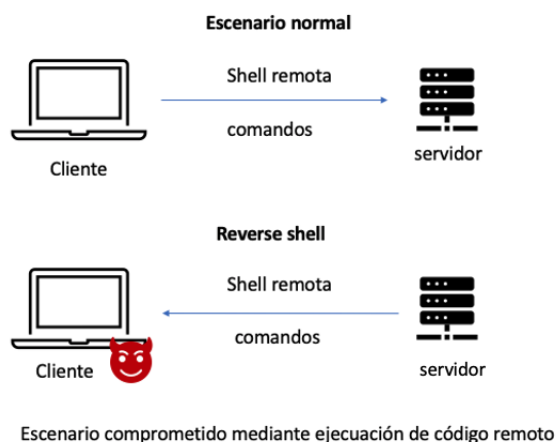 Escenario normal
Shell remota
comandos
Cliente
servidor
Reverse shell
Shell remota
comandos
Cliente
servidor
Escenario comprometido mediante ejecución de código remoto